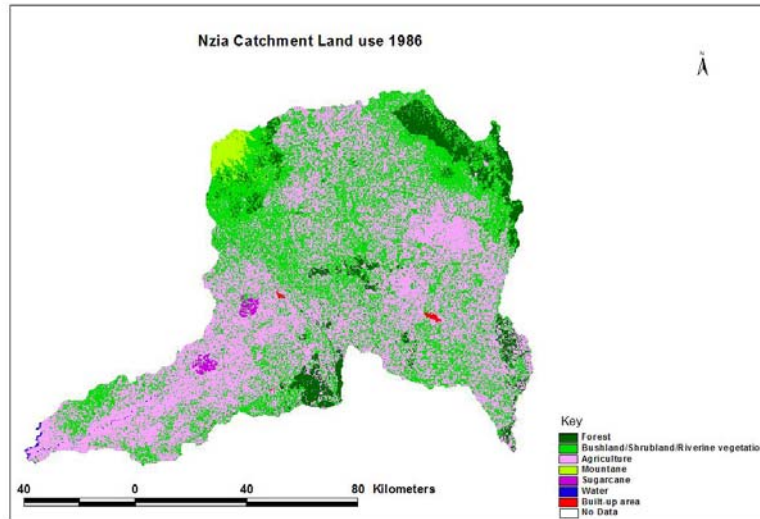 Nzia Catchment Land use 1986
N
Key
Forest
Bushland/Shrubland/Riverine vegetation
Agriculture
Mountane
Sugarcane
Water
Built-up area
No Data
40 0 40 80 Kilometers